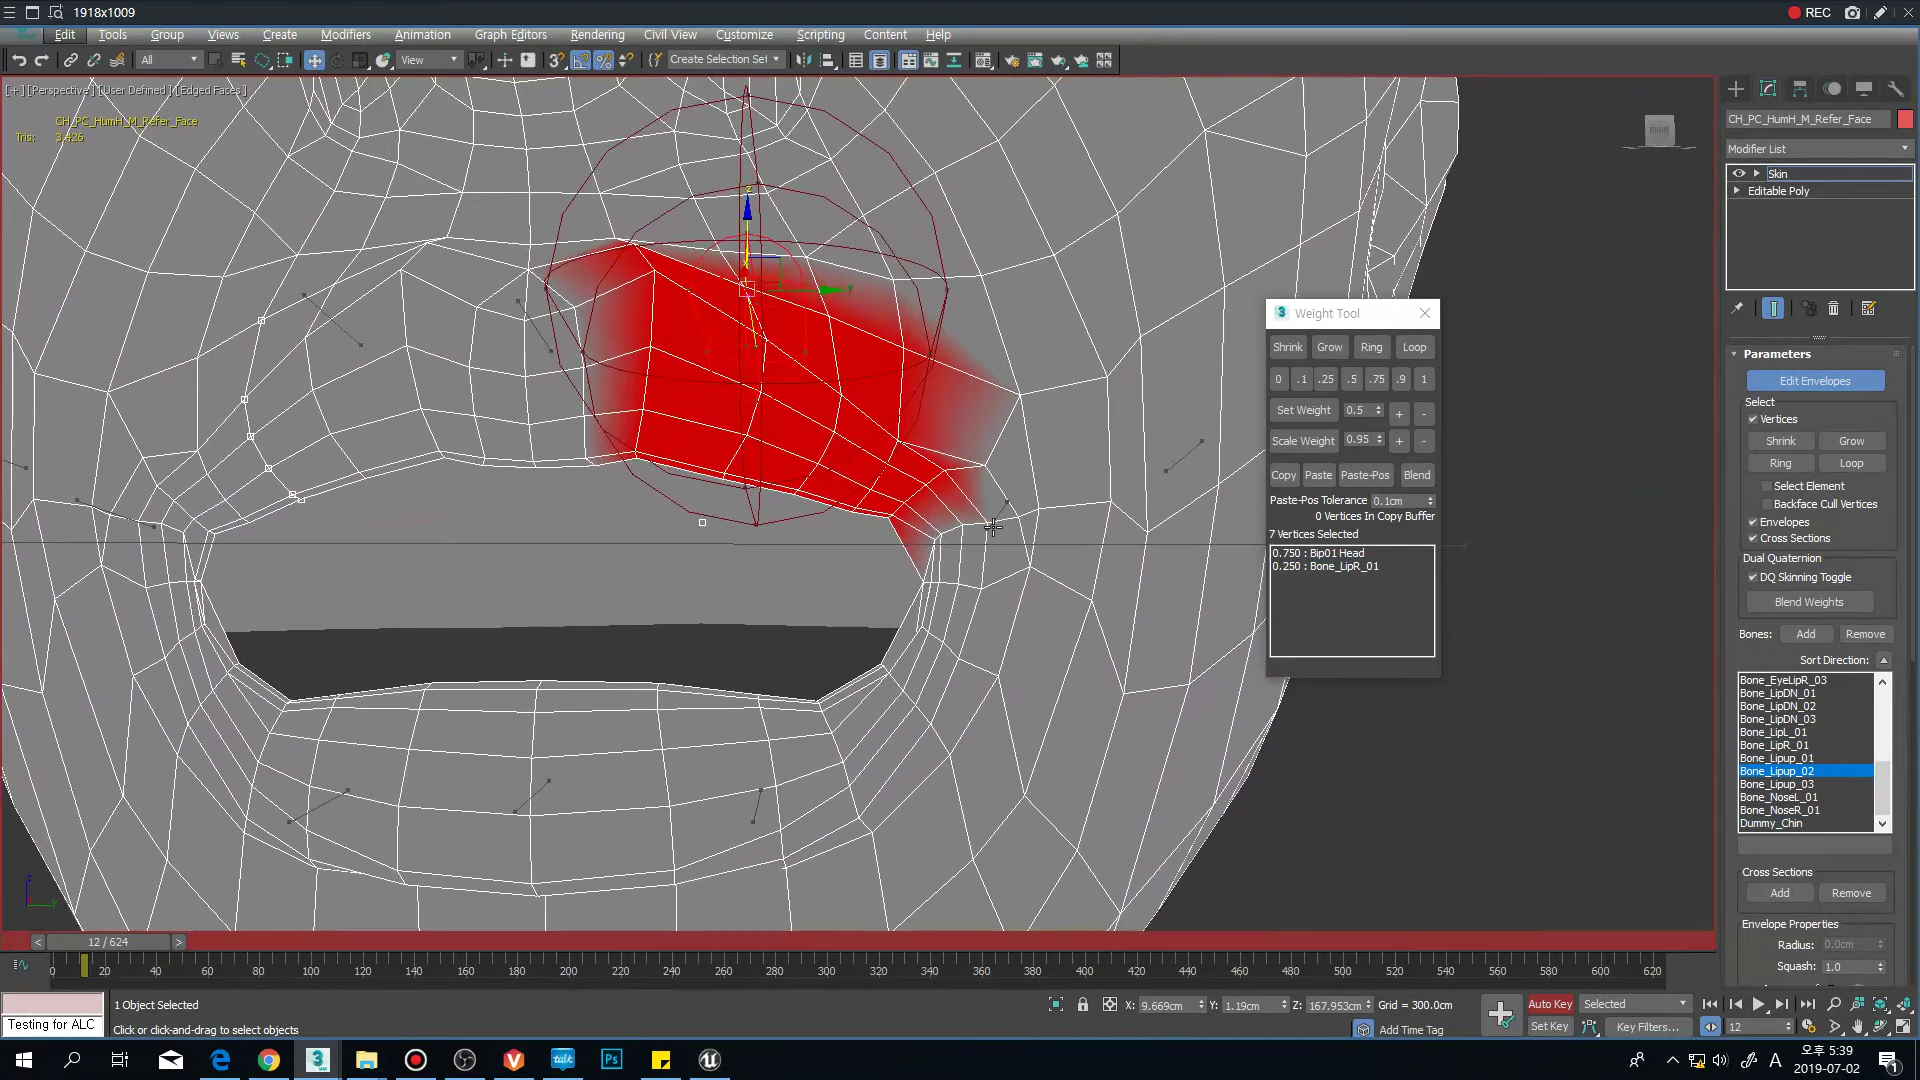 1918x1009
REC
Edit Tools Group Views Create Modifiers Animation Graph Editors Rendering Civil View Customize Scripting Content Help
All
View
Create Selection Set
[+] [Perspective] [User Defined] [Edged Faces]
CH_PC_HumH_M_Refer_Face
Tris: 3,426
RIGHT
z
x
Y
CH_PC_HumH_M_Refer_Face
Modifier List
Skin
Editable Poly
Weight Tool
Shrink Grow Ring Loop
0 .1 .25 .5 .75 .9 1
Set Weight 0.5 + -
Scale Weight 0.95 + -
Copy Paste Paste-Pos Blend
Paste-Pos Tolerance 0.1cm
0 Vertices In Copy Buffer
7 Vertices Selected
0.750 : Bip01 Head
0.250 : Bone_LipR_01
Parameters
Edit Envelopes
Select
Vertices
Shrink Grow
Ring Loop
Select Element
Backface Cull Vertices
Envelopes
Cross Sections
Dual Quaternion
DQ Skinning Toggle
Blend Weights
Bones: Add Remove
Sort Direction:
Bone_EyeLipR_03
Bone_LipDN_01
Bone_LipDN_02
Bone_LipDN_03
Bone_LipL_01
Bone_LipR_01
Bone_Lipup_01
Bone_Lipup_02
Bone_Lipup_03
Bone_NoseL_01
Bone_NoseR_01
Dummy_Chin
Cross Sections
Add Remove
Envelope Properties
Radius: 0.0cm
Squash: 1.0
z
Y
< 12 / 624 >
0 20 40 60 80 100 120 140 160 180 200 220 240 260 280 300 320 340 360 380 400 420 440 460 480 500 520 540 560 580 600 620
1 Object Selected
X: 9.669cm Y: 1.19cm Z: 167.953cm Grid = 300.0cm
Auto Key Selected
Testing for ALC
Click or click-and-drag to select objects
Add Time Tag
Set Key Key Filters... 12
3
talk
Ps
A
오후 5:39
2019-07-02
1